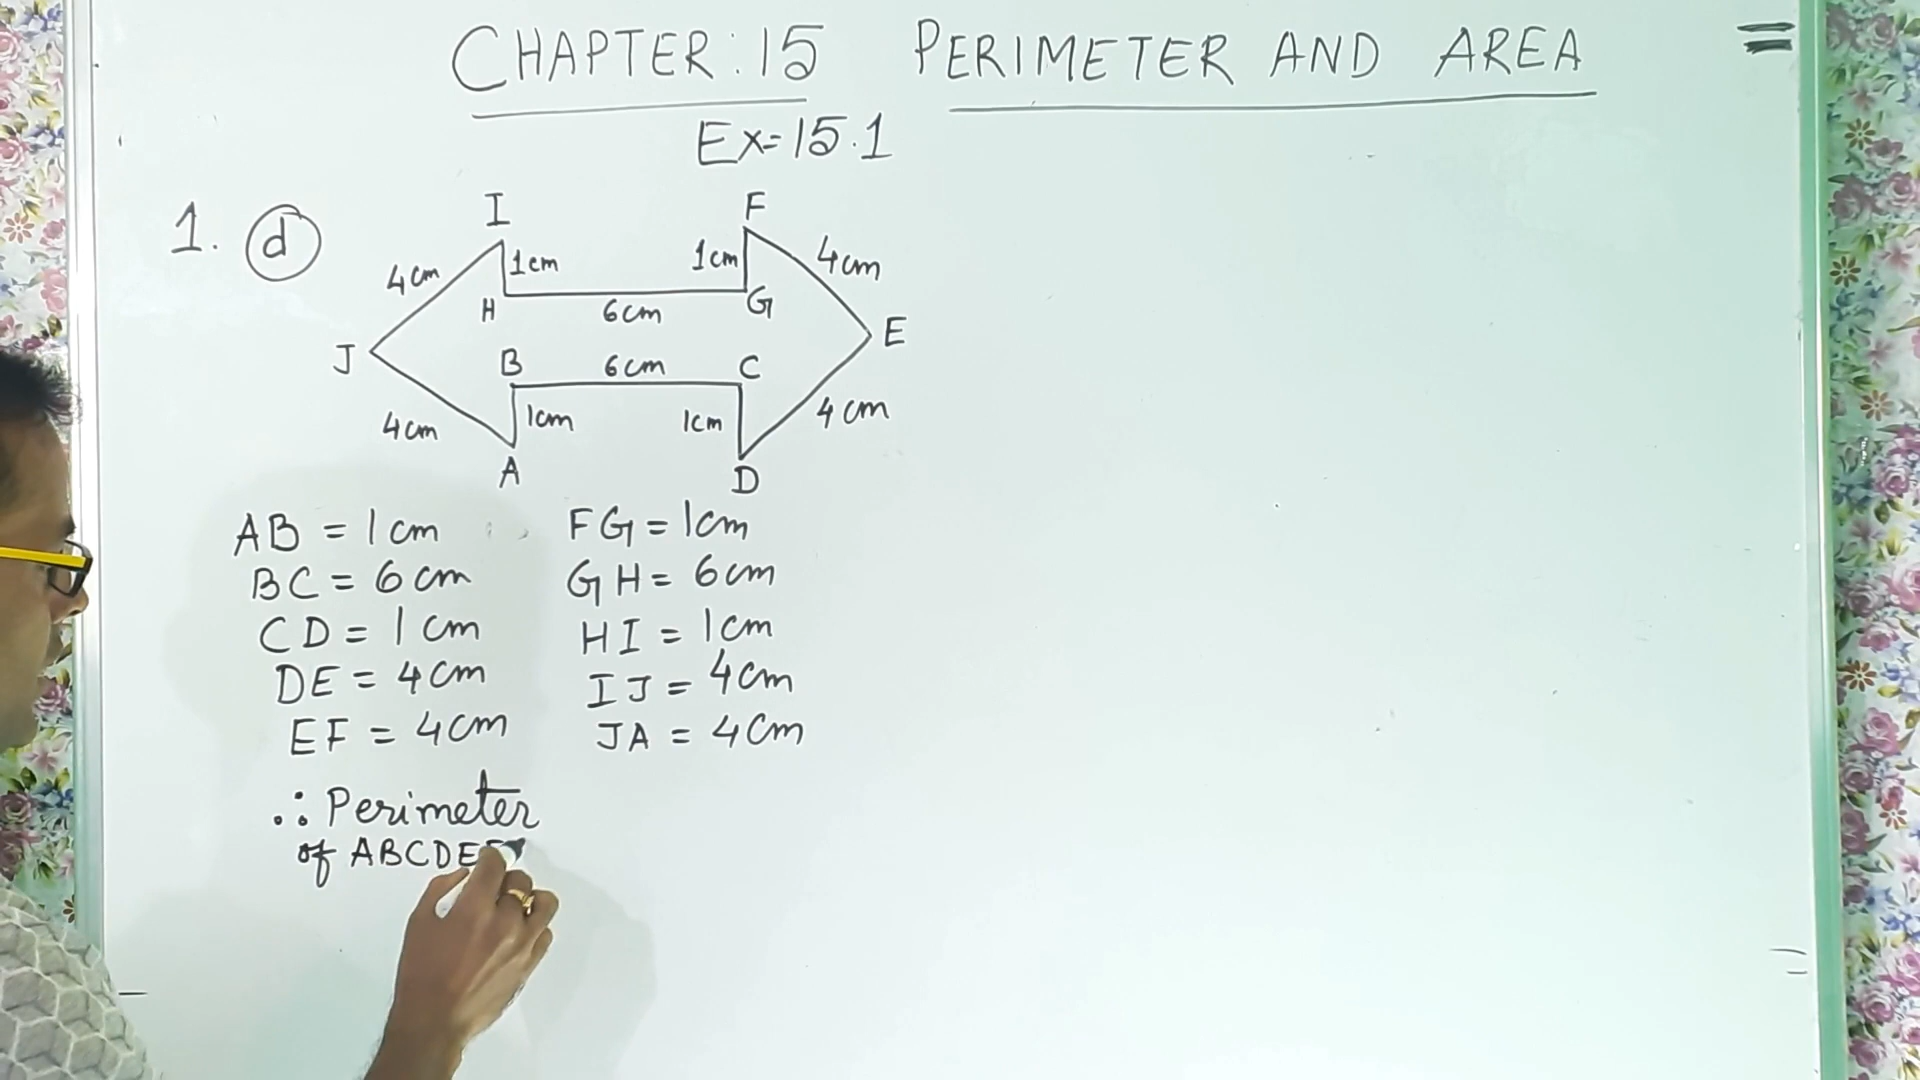 CHAPTER:15 PERIMETER AND AREA
Ex=15.1
1. d
I F
4cm 1cm 1cm 4cm
H 6cm G
J E
B 6cm C
4cm 1cm 1cm 4cm
A D
AB = 1cm FG = 1cm
BC = 6cm GH = 6cm
CD = 1cm HI = 1cm
DE = 4cm IJ = 4cm
EF = 4cm JA = 4cm
∴ Perimeter
of ABCDE